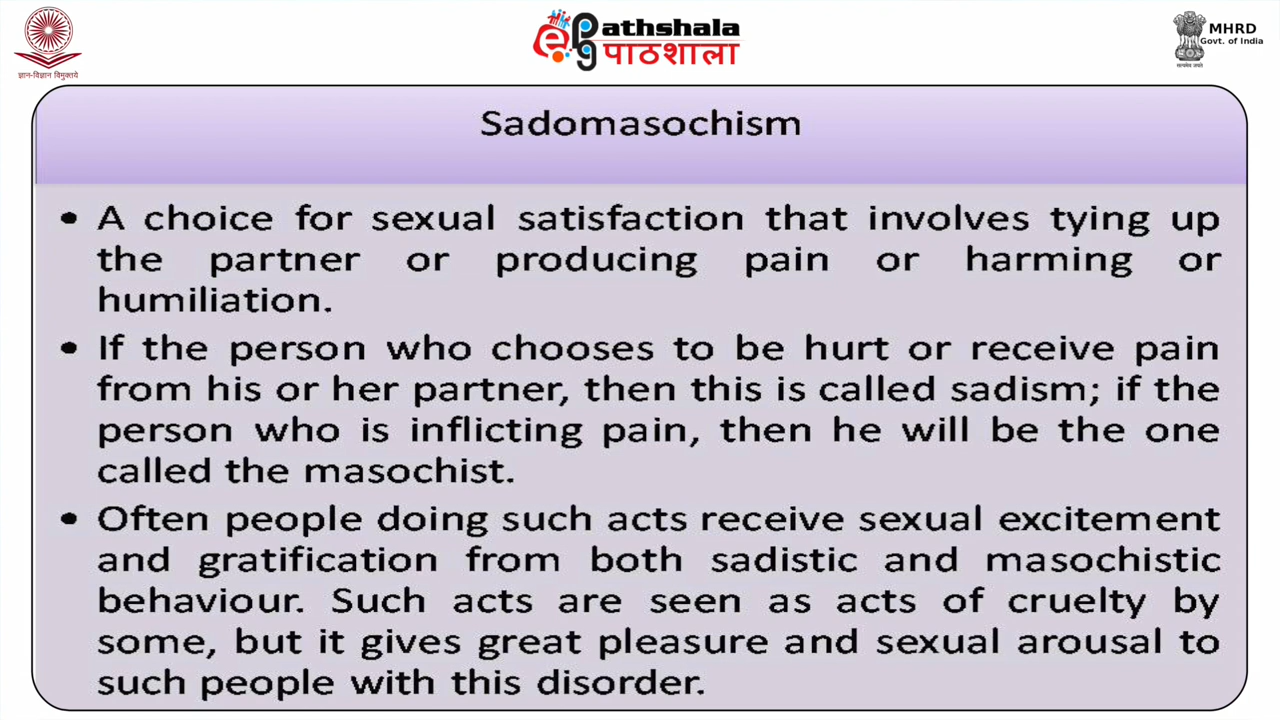 ज्ञान-विज्ञान विमुक्तये
ePathshala
पाठशाला
MHRD
Govt. of India
सत्यमेव जयते
Sadomasochism
• A choice for sexual satisfaction that involves tying up
the partner or producing pain or harming or
humiliation.
• If the person who chooses to be hurt or receive pain
from his or her partner, then this is called sadism; if the
person who is inflicting pain, then he will be the one
called the masochist.
• Often people doing such acts receive sexual excitement
and gratification from both sadistic and masochistic
behaviour. Such acts are seen as acts of cruelty by
some, but it gives great pleasure and sexual arousal to
such people with this disorder.